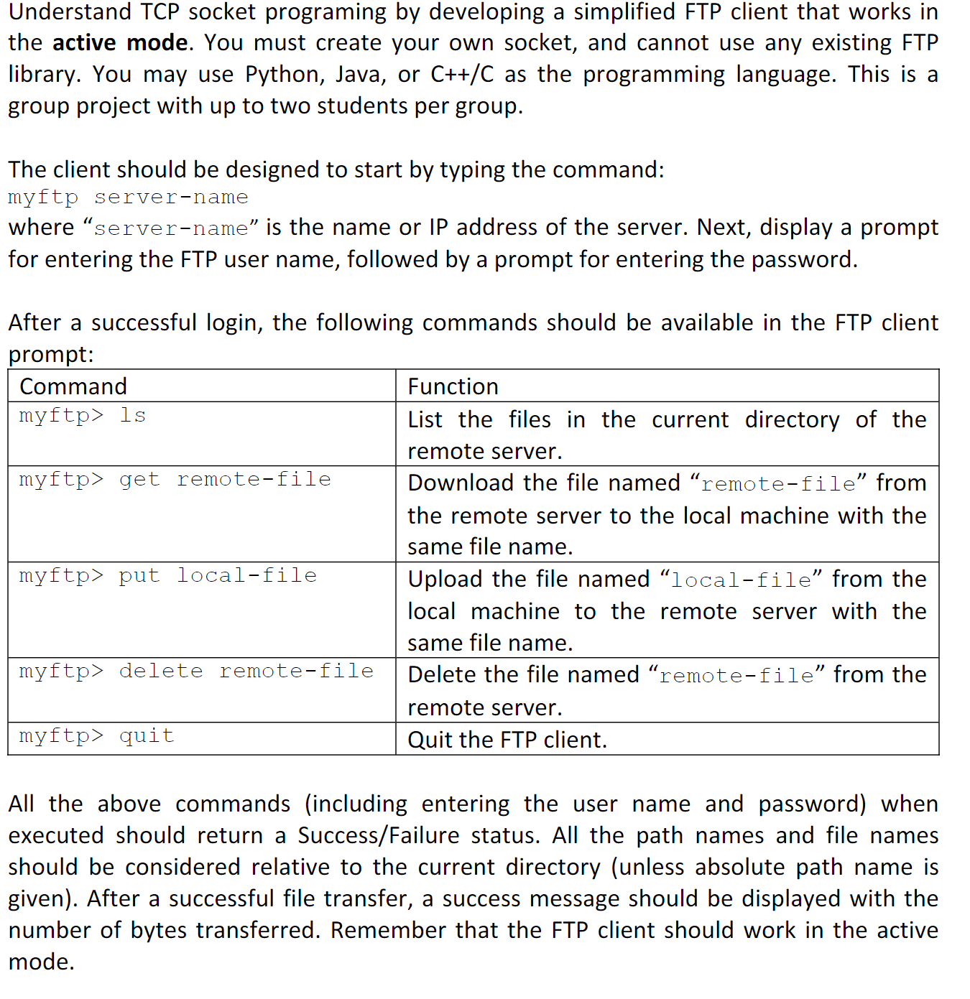 Understand TCP socket programing by developing a simplified FTP client that works in
the active mode. You must create your own socket, and cannot use any existing FTP
library. You may use Python, Java, or C++/C as the programming language. This is a
group project with up to two students per group.
The client should be designed to start by typing the command:
myftp server-name
where “server-name” is the name or IP address of the server. Next, display a prompt
for entering the FTP user name, followed by a prompt for entering the password.
After a successful login, the following commands should be available in the FTP client
prompt:
Command
Function
myftp> ls
List the files in the current directory of the
remote server.
myftp> get remote-file
Download the file named “remote-file” from
the remote server to the local machine with the
same file name.
myftp> put local-file
Upload the file named “local-file” from the
local machine to the remote server with the
same file name.
myftp> delete remote-file
Delete the file named “remote-file” from the
remote server.
myftp> quit
Quit the FTP client.
All the above commands (including entering the user name and password) when
executed should return a Success/Failure status. All the path names and file names
should be considered relative to the current directory (unless absolute path name is
given). After a successful file transfer, a success message should be displayed with the
number of bytes transferred. Remember that the FTP client should work in the active
mode.